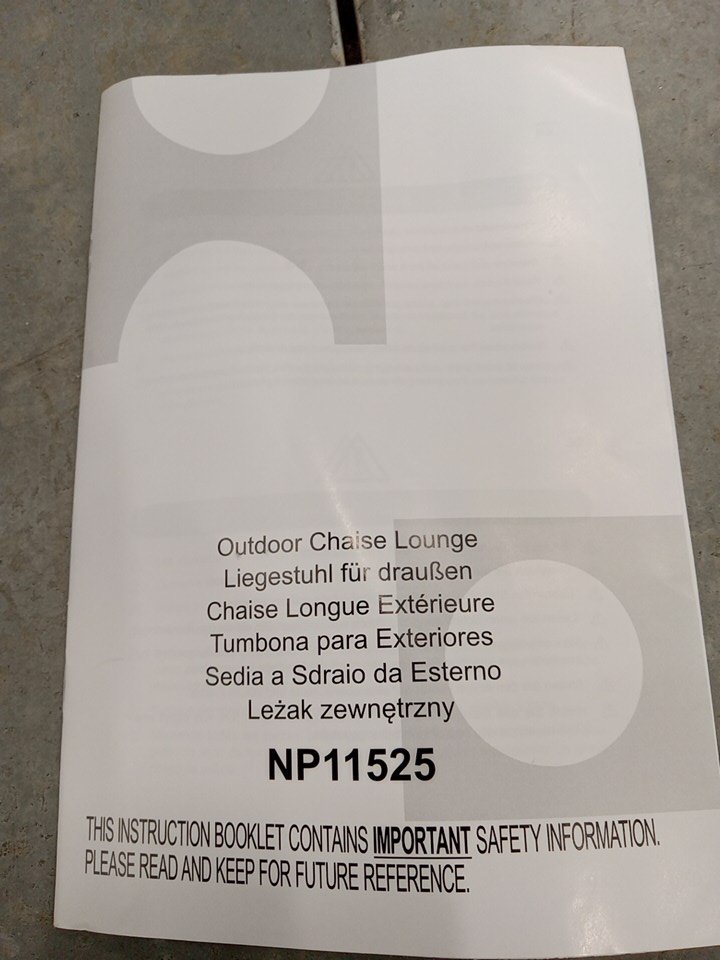 Outdoor Chaise Lounge
Liegestuhl für draußen
Chaise Longue Extérieure
Tumbona para Exteriores
Sedia a Sdraio da Esterno
Leżak zewnętrzny
NP11525
THIS INSTRUCTION BOOKLET CONTAINS IMPORTANT SAFETY INFORMATION.
PLEASE READ AND KEEP FOR FUTURE REFERENCE.